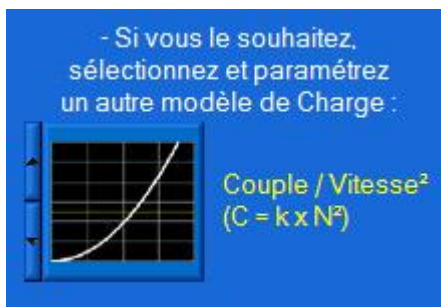 - Si vous le souhaitez,
sélectionnez et paramétrez
un autre modèle de Charge :
Couple / Vitesse²
(C = k x N²)